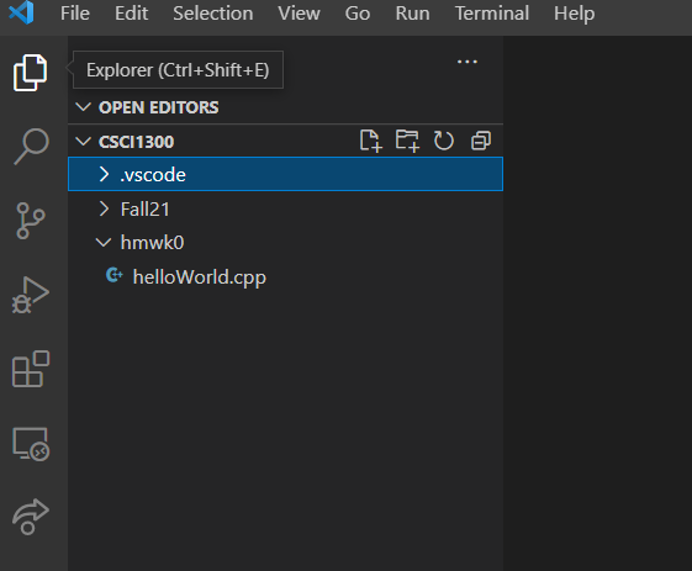 File Edit Selection View Go Run Terminal Help
Explorer (Ctrl+Shift+E)
OPEN EDITORS
CSCI1300
.vscode
Fall21
hmwk0
helloWorld.cpp